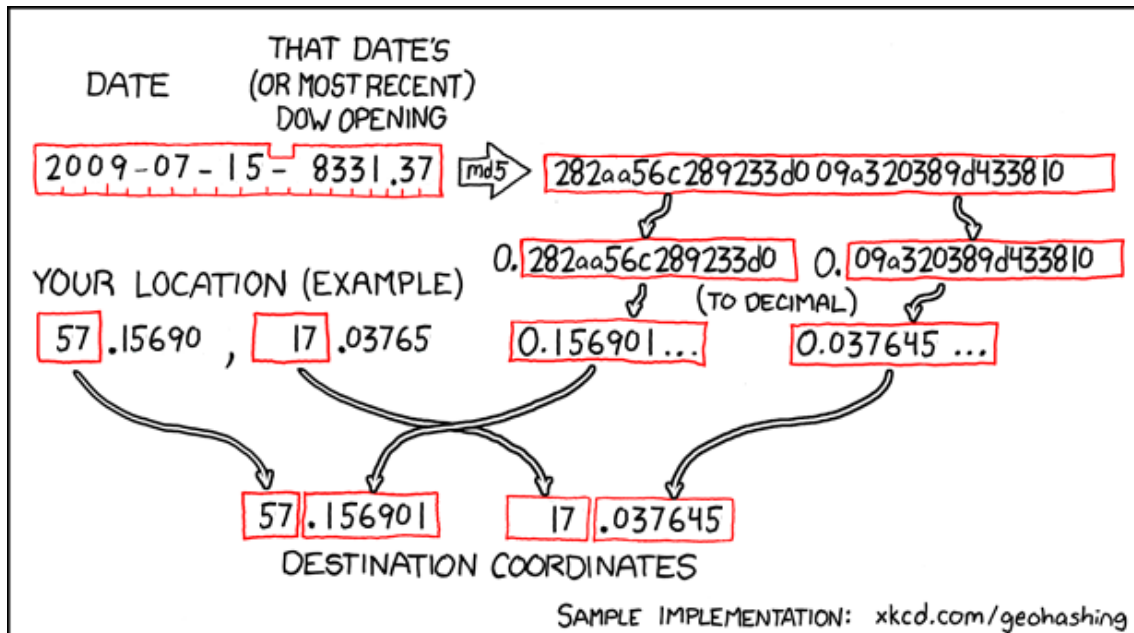 DATE
THAT DATE'S
(OR MOST RECENT)
DOW OPENING
2009-07-15-8331.37
md5
282aa56c289233d009a320389d433810
0.282aa56c289233d0
0.09a320389d433810
YOUR LOCATION (EXAMPLE)
(TO DECIMAL)
57.15690, 17.03765
0.156901...
0.037645...
57.156901
17.037645
DESTINATION COORDINATES
SAMPLE IMPLEMENTATION: xkcd.com/geohashing